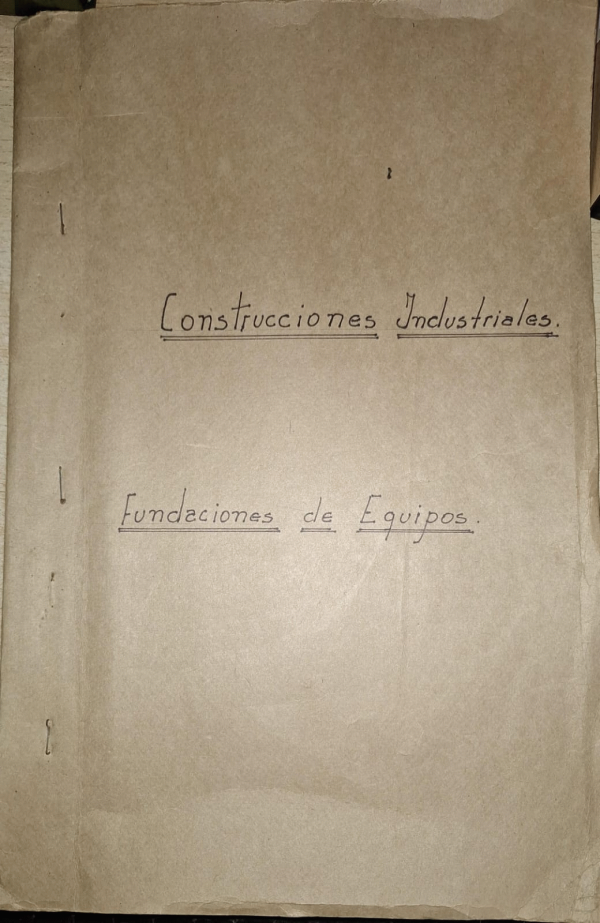 Construcciones Industriales.
Fundaciones de Equipos.